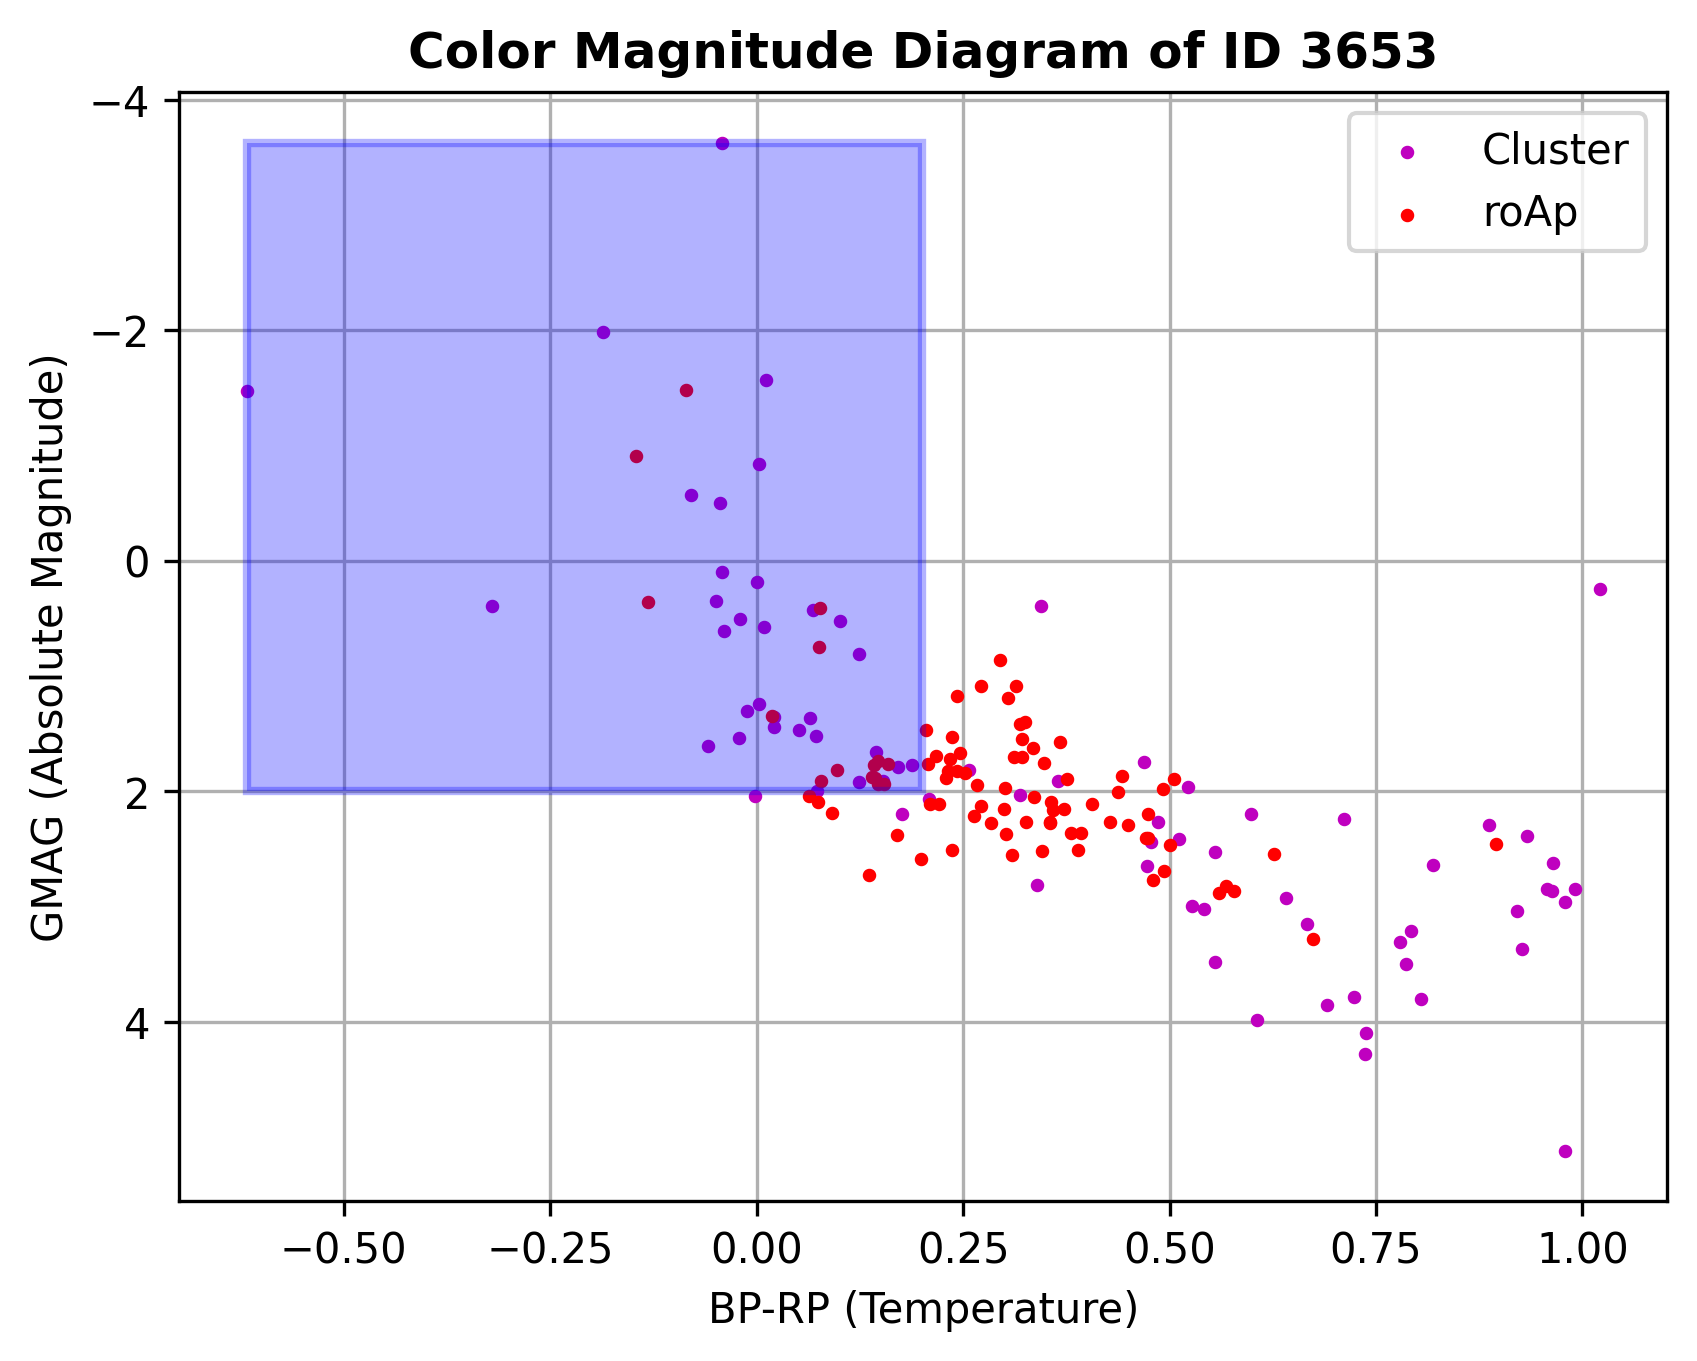 Color Magnitude Diagram of ID 3653
Cluster
roAp
GMAG (Absolute Magnitude)
−4
−2
0
2
4
−0.50 −0.25 0.00 0.25 0.50 0.75 1.00
BP-RP (Temperature)